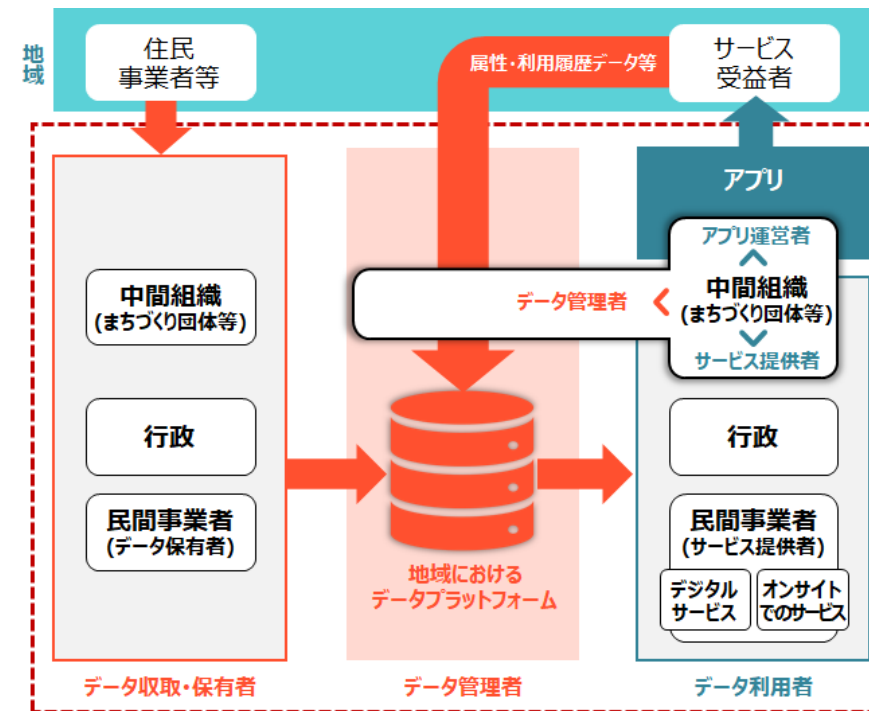 地域
住民
事業者等
属性・利用履歴データ等
サービス
受益者
アプリ
アプリ運営者
中間組織
(まちづくり団体等)
サービス提供者
データ管理者
中間組織
(まちづくり団体等)
行政
民間事業者
(データ保有者)
地域における
データプラットフォーム
行政
民間事業者
(サービス提供者)
デジタル
サービス
オンサイト
でのサービス
データ収取・保有者
データ管理者
データ利用者